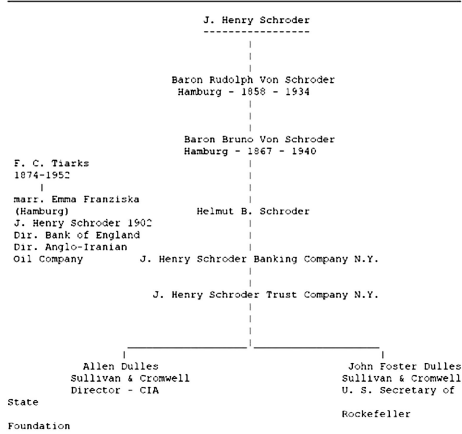 J. Henry Schroder
-----------------
Baron Rudolph Von Schroder
Hamburg - 1858 - 1934
Baron Bruno Von Schroder
Hamburg - 1867 - 1940
F. C. Tiarks
1874-1952
marr. Emma Franziska
(Hamburg)
Helmut B. Schroder
J. Henry Schroder 1902
Dir. Bank of England
Dir. Anglo-Iranian
Oil Company
J. Henry Schroder Banking Company N.Y.
J. Henry Schroder Trust Company N.Y.
Allen Dulles
John Foster Dulles
Sullivan & Cromwell
Sullivan & Cromwell
Director - CIA
U. S. Secretary of
State
Rockefeller
Foundation